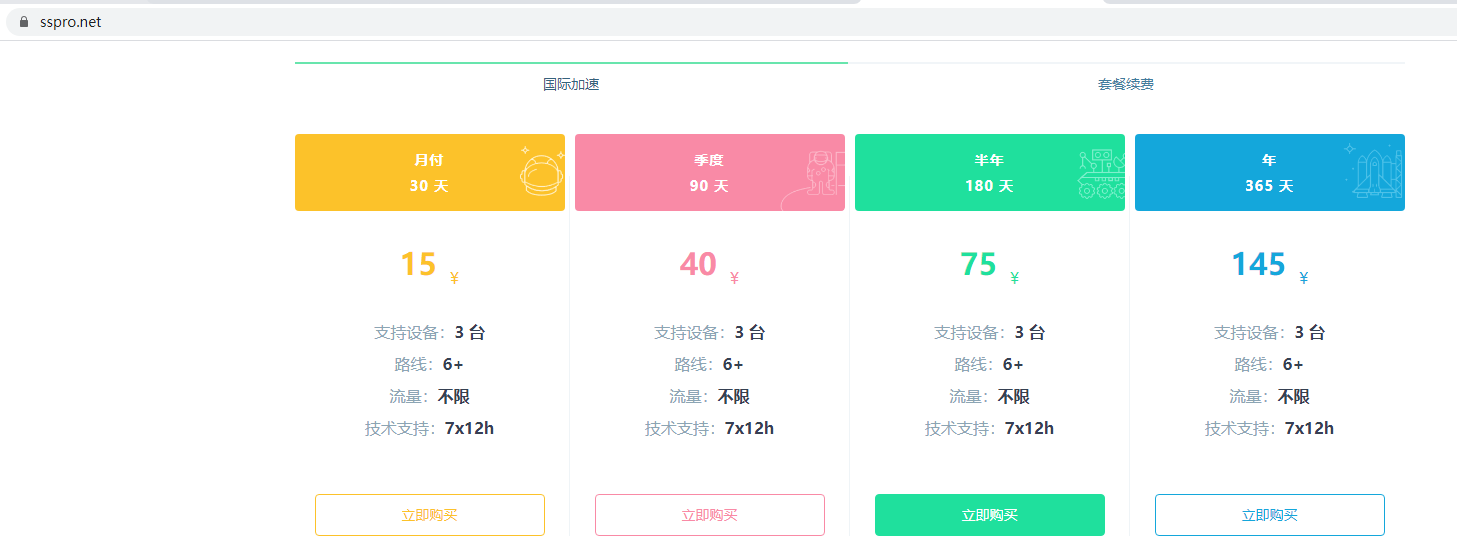 sspro.net
国际加速
套餐续费
月付
30 天
15 ¥
支持设备：3 台
路线：6+
流量：不限
技术支持：7x12h
立即购买
季度
90 天
40 ¥
支持设备：3 台
路线：6+
流量：不限
技术支持：7x12h
立即购买
半年
180 天
75 ¥
支持设备：3 台
路线：6+
流量：不限
技术支持：7x12h
立即购买
年
365 天
145 ¥
支持设备：3 台
路线：6+
流量：不限
技术支持：7x12h
立即购买